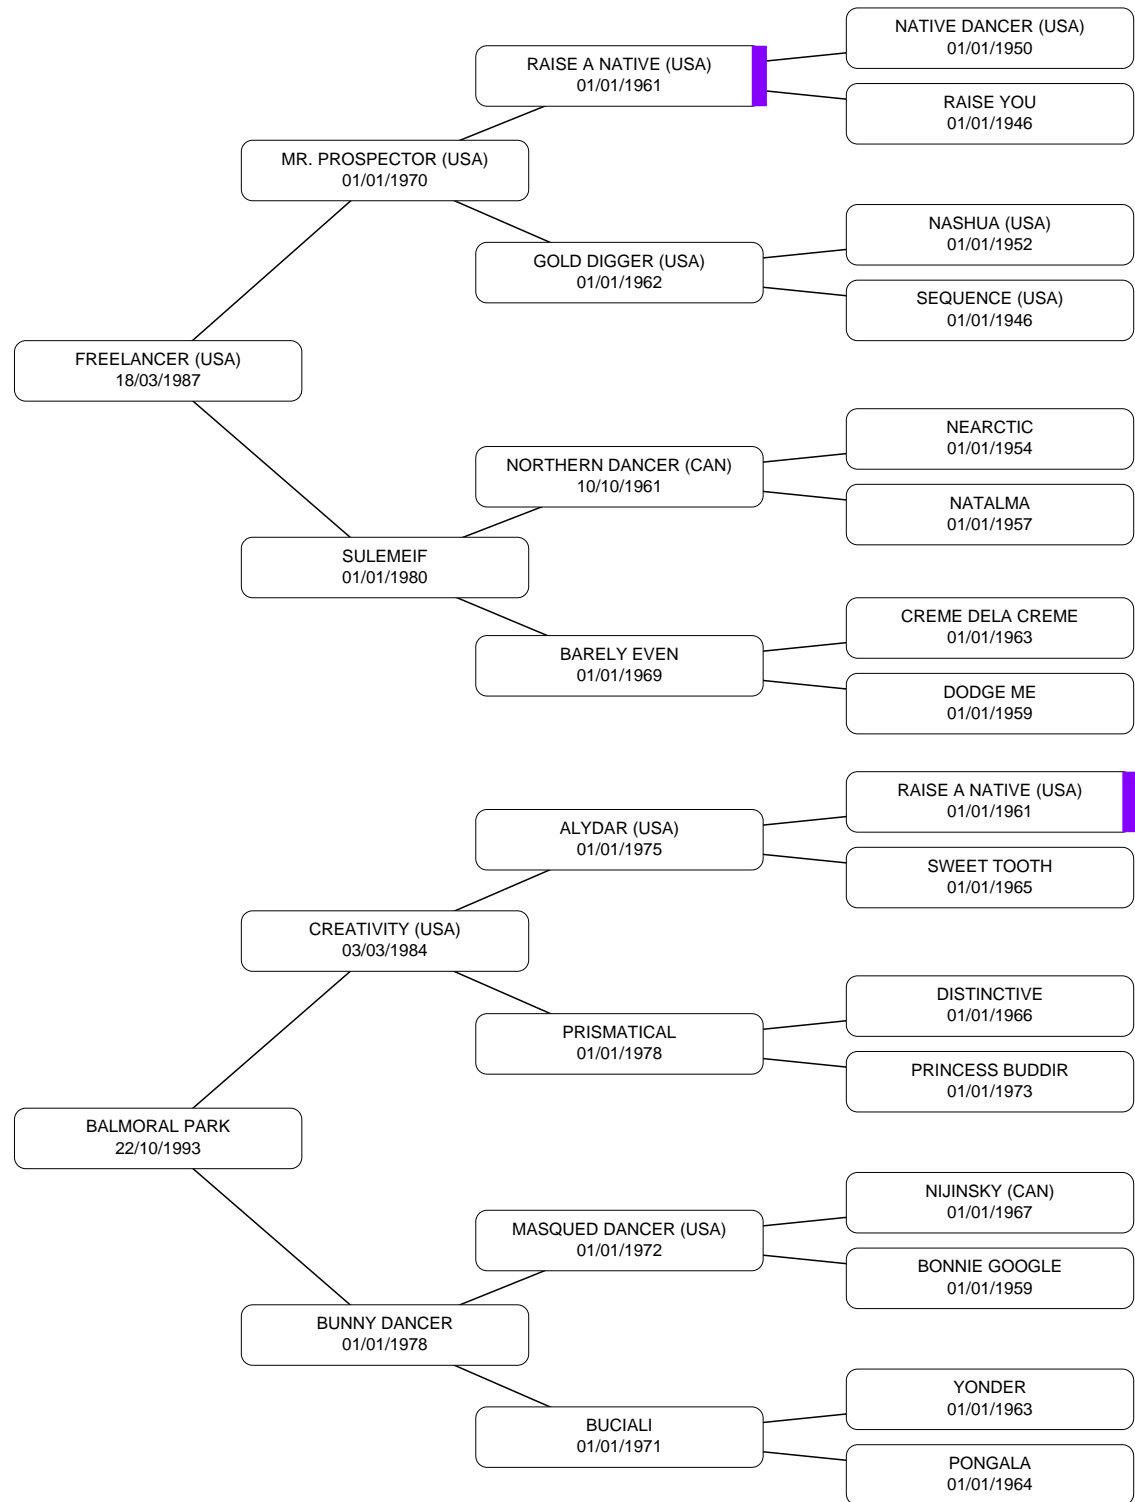 NATIVE DANCER (USA)
01/01/1950
RAISE A NATIVE (USA)
01/01/1961
RAISE YOU
01/01/1946
MR. PROSPECTOR (USA)
01/01/1970
NASHUA (USA)
01/01/1952
GOLD DIGGER (USA)
01/01/1962
SEQUENCE (USA)
01/01/1946
FREELANCER (USA)
18/03/1987
NEARCTIC
01/01/1954
NORTHERN DANCER (CAN)
10/10/1961
NATALMA
01/01/1957
SULEMEIF
01/01/1980
CREME DELA CREME
01/01/1963
BARELY EVEN
01/01/1969
DODGE ME
01/01/1959
RAISE A NATIVE (USA)
01/01/1961
ALYDAR (USA)
01/01/1975
SWEET TOOTH
01/01/1965
CREATIVITY (USA)
03/03/1984
DISTINCTIVE
01/01/1966
PRISMATICAL
01/01/1978
PRINCESS BUDDIR
01/01/1973
BALMORAL PARK
22/10/1993
NIJINSKY (CAN)
01/01/1967
MASQUED DANCER (USA)
01/01/1972
BONNIE GOOGLE
01/01/1959
BUNNY DANCER
01/01/1978
YONDER
01/01/1963
BUCIALI
01/01/1971
PONGALA
01/01/1964